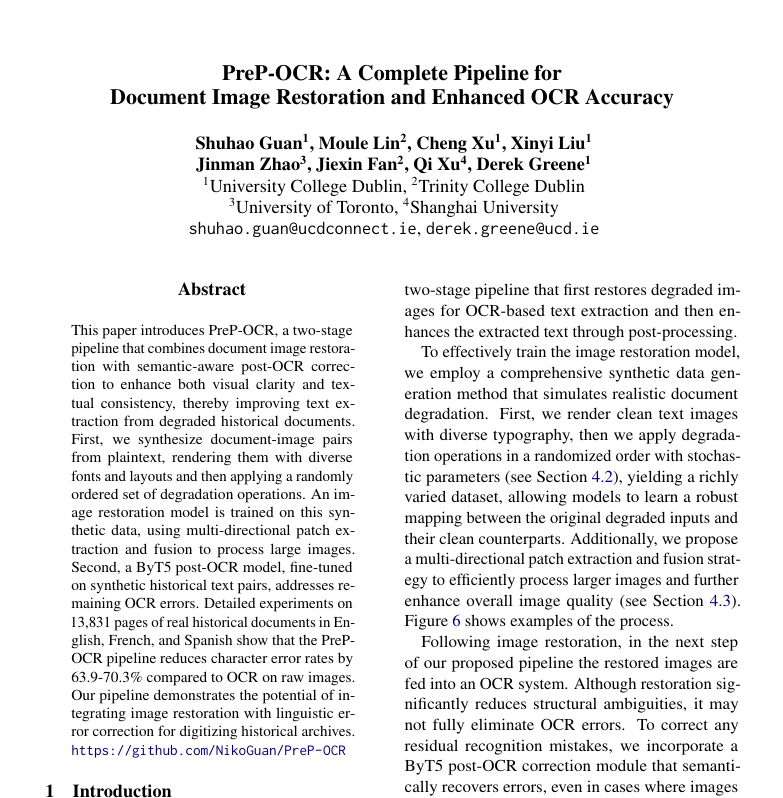 PreP-OCR: A Complete Pipeline for
Document Image Restoration and Enhanced OCR Accuracy
Shuhao Guan¹, Moule Lin², Cheng Xu¹, Xinyi Liu¹
Jinman Zhao³, Jiexin Fan², Qi Xu⁴, Derek Greene¹
¹University College Dublin, ²Trinity College Dublin
³University of Toronto, ⁴Shanghai University
shuhao.guan@ucdconnect.ie, derek.greene@ucd.ie
Abstract
This paper introduces PreP-OCR, a two-stage
pipeline that combines document image restora-
tion with semantic-aware post-OCR correc-
tion to enhance both visual clarity and tex-
tual consistency, thereby improving text ex-
traction from degraded historical documents.
First, we synthesize document-image pairs
from plaintext, rendering them with diverse
fonts and layouts and then applying a randomly
ordered set of degradation operations. An im-
age restoration model is trained on this syn-
thetic data, using multi-directional patch ex-
traction and fusion to process large images.
Second, a ByT5 post-OCR model, fine-tuned
on synthetic historical text pairs, addresses re-
maining OCR errors. Detailed experiments on
13,831 pages of real historical documents in En-
glish, French, and Spanish show that the PreP-
OCR pipeline reduces character error rates by
63.9-70.3% compared to OCR on raw images.
Our pipeline demonstrates the potential of in-
tegrating image restoration with linguistic er-
ror correction for digitizing historical archives.
https://github.com/NikoGuan/PreP-OCR
1 Introduction
two-stage pipeline that first restores degraded im-
ages for OCR-based text extraction and then en-
hances the extracted text through post-processing.
To effectively train the image restoration model,
we employ a comprehensive synthetic data gen-
eration method that simulates realistic document
degradation. First, we render clean text images
with diverse typography, then we apply degrada-
tion operations in a randomized order with stochas-
tic parameters (see Section 4.2), yielding a richly
varied dataset, allowing models to learn a robust
mapping between the original degraded inputs and
their clean counterparts. Additionally, we propose
a multi-directional patch extraction and fusion strat-
egy to efficiently process larger images and further
enhance overall image quality (see Section 4.3).
Figure 6 shows examples of the process.
Following image restoration, in the next step
of our proposed pipeline the restored images are
fed into an OCR system. Although restoration sig-
nificantly reduces structural ambiguities, it may
not fully eliminate OCR errors. To correct any
residual recognition mistakes, we incorporate a
ByT5 post-OCR correction module that semanti-
cally recovers errors, even in cases where images